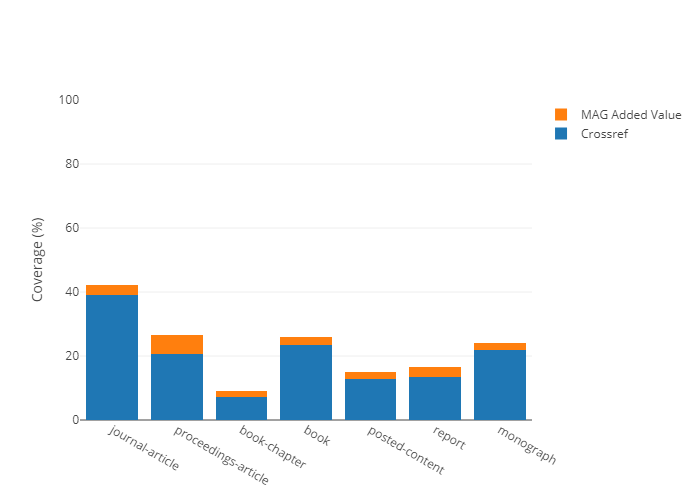 100
80
60
40
20
0
Coverage (%)
journal-article
proceedings-article
book-chapter
book
posted-content
report
monograph
MAG Added Value
Crossref